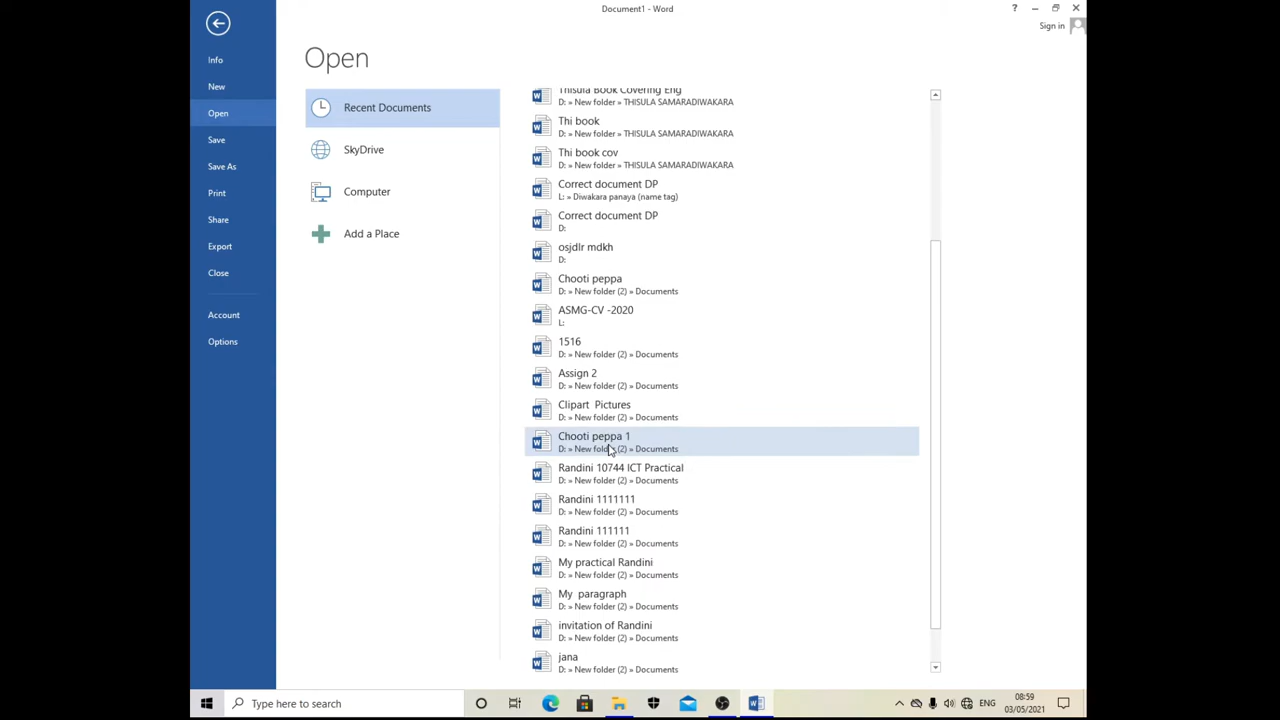 Document1 - Word
?
Sign in
Info
New
Open
Save
Save As
Print
Share
Export
Close
Account
Options
Open
Recent Documents
SkyDrive
Computer
Add a Place
Thisula Book Covering Eng
D: » New folder » THISULA SAMARADIWAKARA
Thi book
D: » New folder » THISULA SAMARADIWAKARA
Thi book cov
D: » New folder » THISULA SAMARADIWAKARA
Correct document DP
L: » Diwakara panaya (name tag)
Correct document DP
D:
osjdlr mdkh
D:
Chooti peppa
D: » New folder (2) » Documents
ASMG-CV -2020
L:
1516
D: » New folder (2) » Documents
Assign 2
D: » New folder (2) » Documents
Clipart Pictures
D: » New folder (2) » Documents
Chooti peppa 1
D: » New folder (2) » Documents
Randini 10744 ICT Practical
D: » New folder (2) » Documents
Randini 1111111
D: » New folder (2) » Documents
Randini 111111
D: » New folder (2) » Documents
My practical Randini
D: » New folder (2) » Documents
My paragraph
D: » New folder (2) » Documents
invitation of Randini
D: » New folder (2) » Documents
jana
D: » New folder (2) » Documents
Type here to search
ENG
08:59
03/05/2021